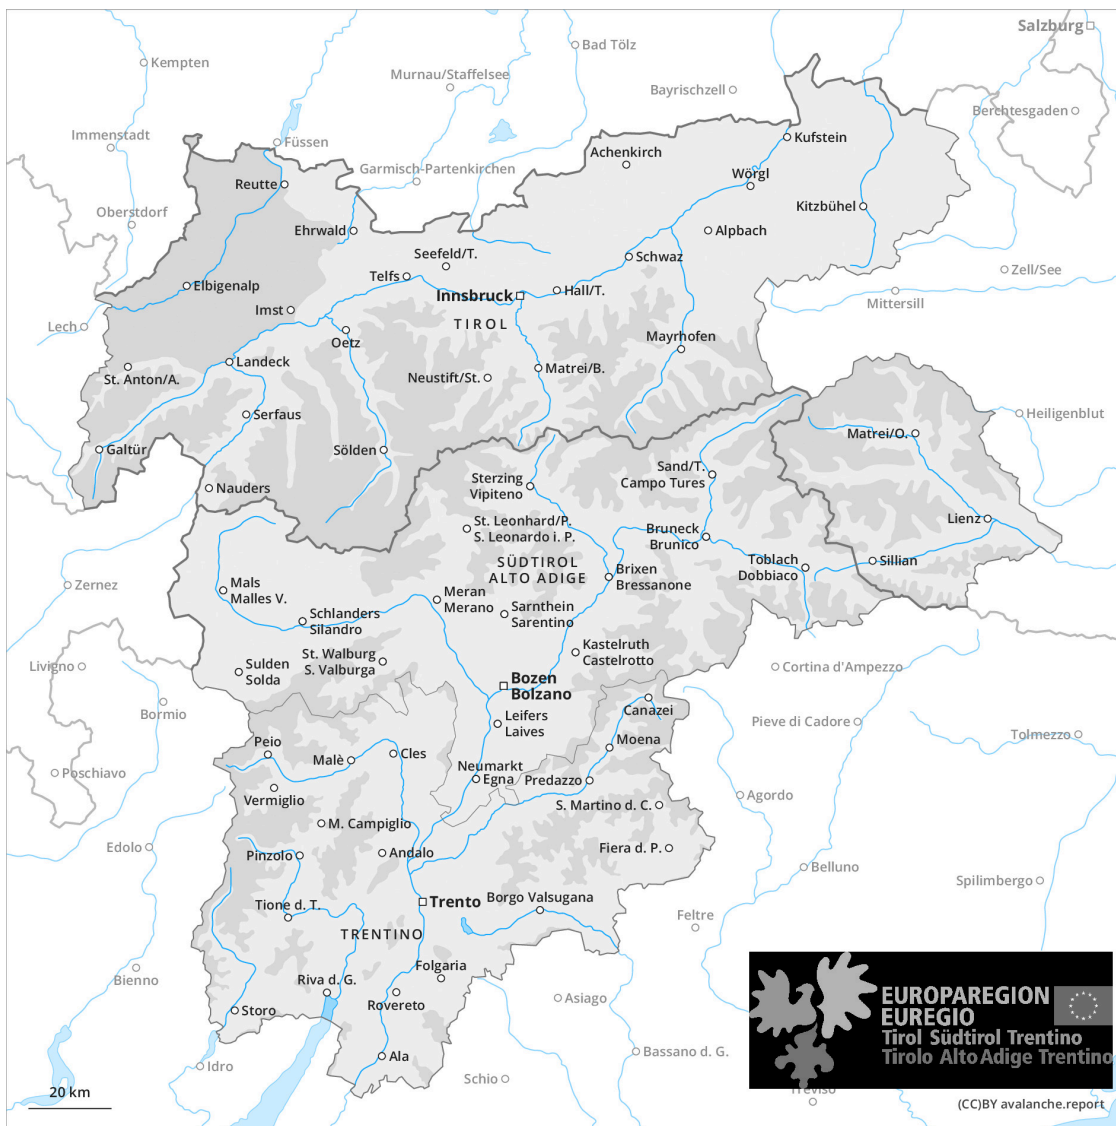 Salzburg
Bad Tölz
Kempten
Murnau/Staffelsee
Bayrischzell
Berchtesgaden
Immenstadt
Füssen
Kufstein
Achenkirch
Garmisch-Partenkirchen
Wörgl
Reutte
Oberstdorf
Kitzbühel
Ehrwald
Alpbach
Seefeld/T.
Schwaz
Telfs
Zell/See
Elbigenalp
Hall/T.
Innsbruck
Mittersill
Imst
TIROL
Lech
Oetz
Mayrhofen
Landeck
Matrei/B.
St. Anton/A.
Neustift/St.
Serfaus
Heiligenblut
Matrei/O.
Galtür
Sölden
Sand/T.
Campo Tures
Sterzing
Vipiteno
Nauders
Lienz
St. Leonhard/P.
S. Leonardo i. P.
Bruneck
Brunico
SÜDTIROL
ALTO ADIGE
Toblach
Dobbiaco
Sillian
Brixen
Bressanone
Zernez
Mals
Malles V.
Meran
Merano
Sarnthein
Sarentino
Schlanders
Silandro
Kastelruth
Castelrotto
St. Walburg
S. Valburga
Livigno
Sulden
Solda
Cortina d'Ampezzo
Bozen
Bolzano
Canazei
Bormio
Leifers
Laives
Pieve di Cadore
Tolmezzo
Peio
Moena
Cles
Malè
Neumarkt
Egna
Predazzo
Poschiavo
Vermiglio
Agordo
S. Martino d. C.
M. Campiglio
Edolo
Fiera d. P.
Pinzolo
Andalo
Belluno
Spilimbergo
Borgo Valsugana
Trento
Tione d. T.
Feltre
TRENTINO
Folgaria
Bienno
Riva d. G.
Asiago
Rovereto
Storo
EUROPAREGION
EUREGIO
Tirol Südtirol Trentino
Tirolo Alto Adige Trentino
Ala
Bassano d. G.
Idro
Schio
Treviso
20 km
(CC)BY avalanche.report